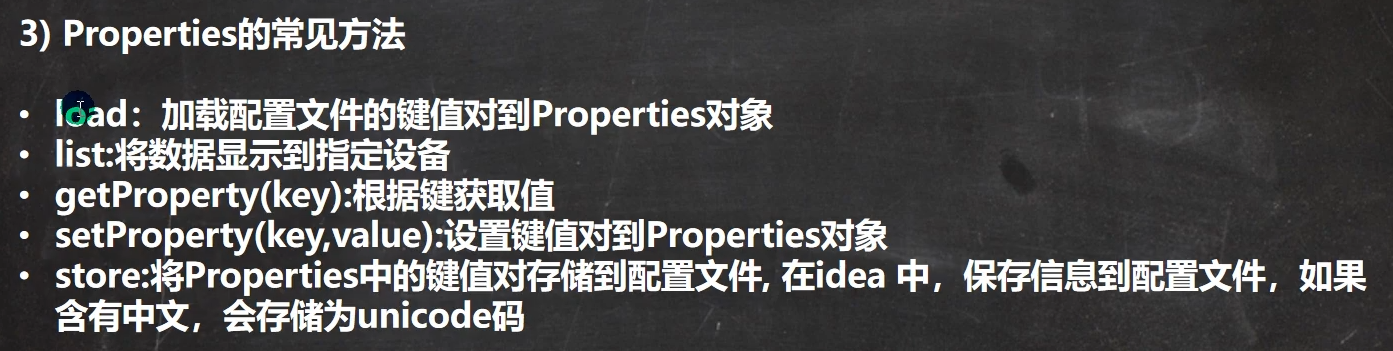 3) Properties的常见方法
• load：加载配置文件的键值对到Properties对象
• list:将数据显示到指定设备
• getProperty(key):根据键获取值
• setProperty(key,value):设置键值对到Properties对象
• store:将Properties中的键值对存储到配置文件, 在idea 中，保存信息到配置文件，如果
含有中文，会存储为unicode码